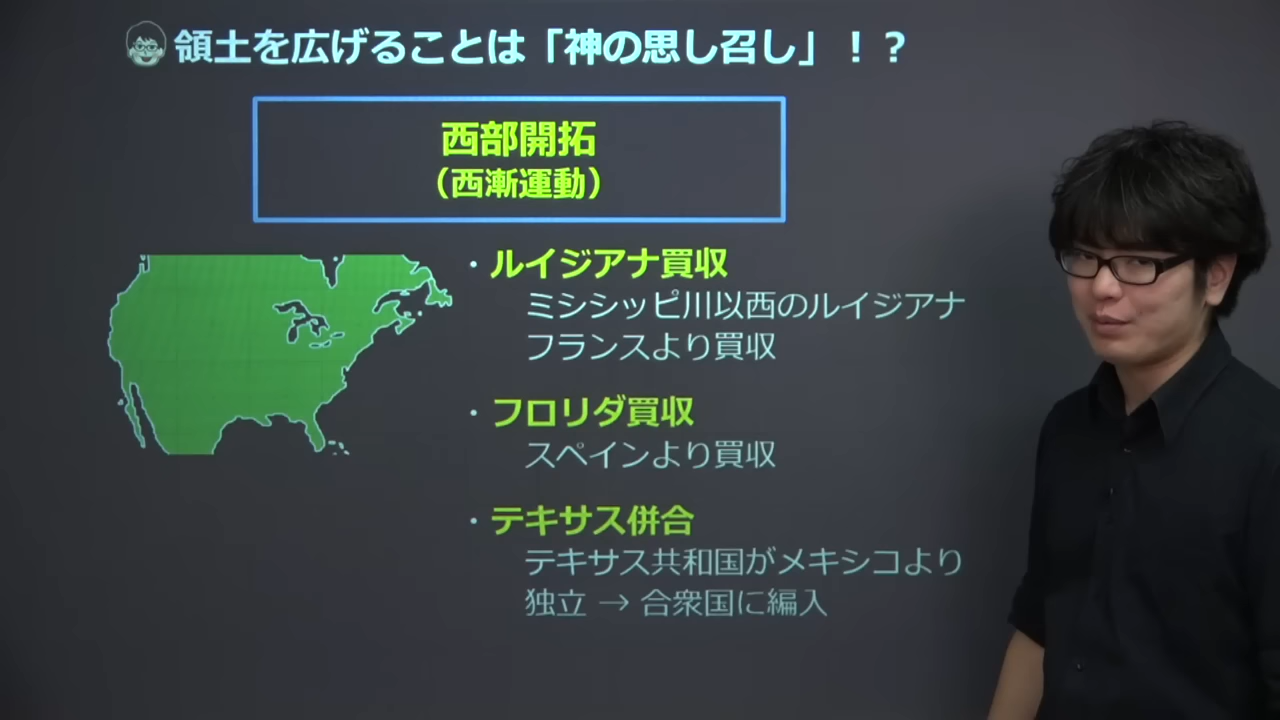 領土を広げることは「神の思し召し」！？
西部開拓
（西漸運動）
・ルイジアナ買収
ミシシッピ川以西のルイジアナ
フランスより買収
・フロリダ買収
スペインより買収
・テキサス併合
テキサス共和国がメキシコより
独立 → 合衆国に編入